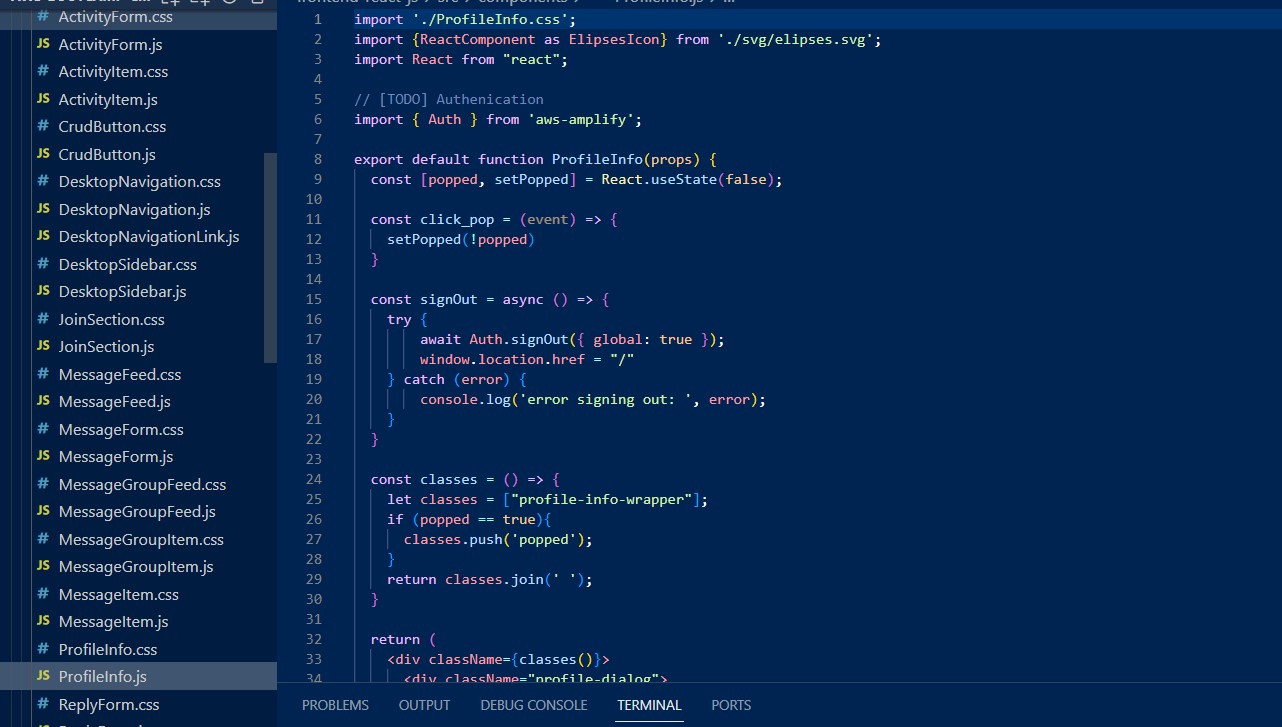 ActivityForm.css
JS ActivityForm.js
# ActivityItem.css
JS ActivityItem.js
# CrudButton.css
JS CrudButton.js
# DesktopNavigation.css
JS DesktopNavigation.js
JS DesktopNavigationLink.js
# DesktopSidebar.css
JS DesktopSidebar.js
# JoinSection.css
JS JoinSection.js
# MessageFeed.css
JS MessageFeed.js
# MessageForm.css
JS MessageForm.js
# MessageGroupFeed.css
JS MessageGroupFeed.js
# MessageGroupItem.css
JS MessageGroupItem.js
# MessageItem.css
JS MessageItem.js
# ProfileInfo.css
JS ProfileInfo.js
# ReplyForm.css
1 import './ProfileInfo.css';
2 import {ReactComponent as ElipsesIcon} from './svg/elipses.svg';
3 import React from "react";
4
5 // [TODO] Authenication
6 import { Auth } from 'aws-amplify';
7
8 export default function ProfileInfo(props) {
9 const [popped, setPopped] = React.useState(false);
10
11 const click_pop = (event) => {
12 setPopped(!popped)
13 }
14
15 const signOut = async () => {
16 try {
17 await Auth.signOut({ global: true });
18 window.location.href = "/"
19 } catch (error) {
20 console.log('error signing out: ', error);
21 }
22 }
23
24 const classes = () => {
25 let classes = ["profile-info-wrapper"];
26 if (popped == true){
27 classes.push('popped');
28 }
29 return classes.join(' ');
30 }
31
32 return (
33 <div className={classes()}>
34 <div className="profile-dialog">
PROBLEMS OUTPUT DEBUG CONSOLE TERMINAL PORTS